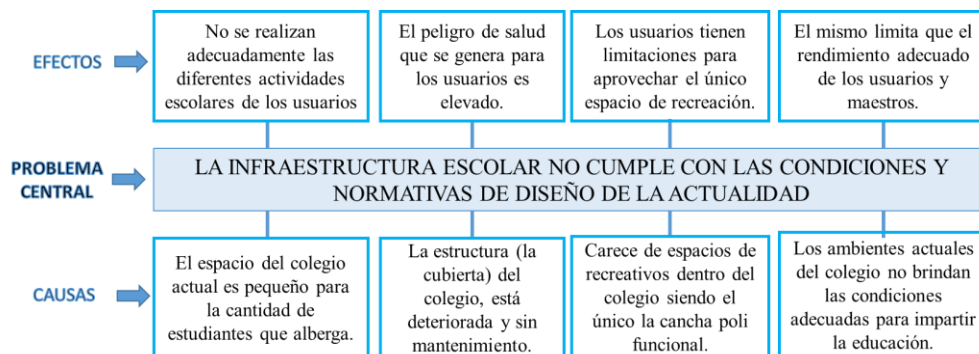 EFECTOS
No se realizan
adecuadamente las
diferentes actividades
escolares de los usuarios
El peligro de salud
que se genera para
los usuarios es
elevado.
Los usuarios tienen
limitaciones para
aprovechar el único
espacio de recreación.
El mismo limita que el
rendimiento adecuado
de los usuarios y
maestros.
PROBLEMA
CENTRAL
LA INFRAESTRUCTURA ESCOLAR NO CUMPLE CON LAS CONDICIONES Y
NORMATIVAS DE DISEÑO DE LA ACTUALIDAD
CAUSAS
El espacio del colegio
actual es pequeño para
la cantidad de
estudiantes que alberga.
La estructura (la
cubierta) del
colegio, está
deteriorada y sin
mantenimiento.
Carece de espacios de
recreativos dentro del
colegio siendo el
único la cancha poli
funcional.
Los ambientes actuales
del colegio no brindan
las condiciones
adecuadas para impartir
la educación.